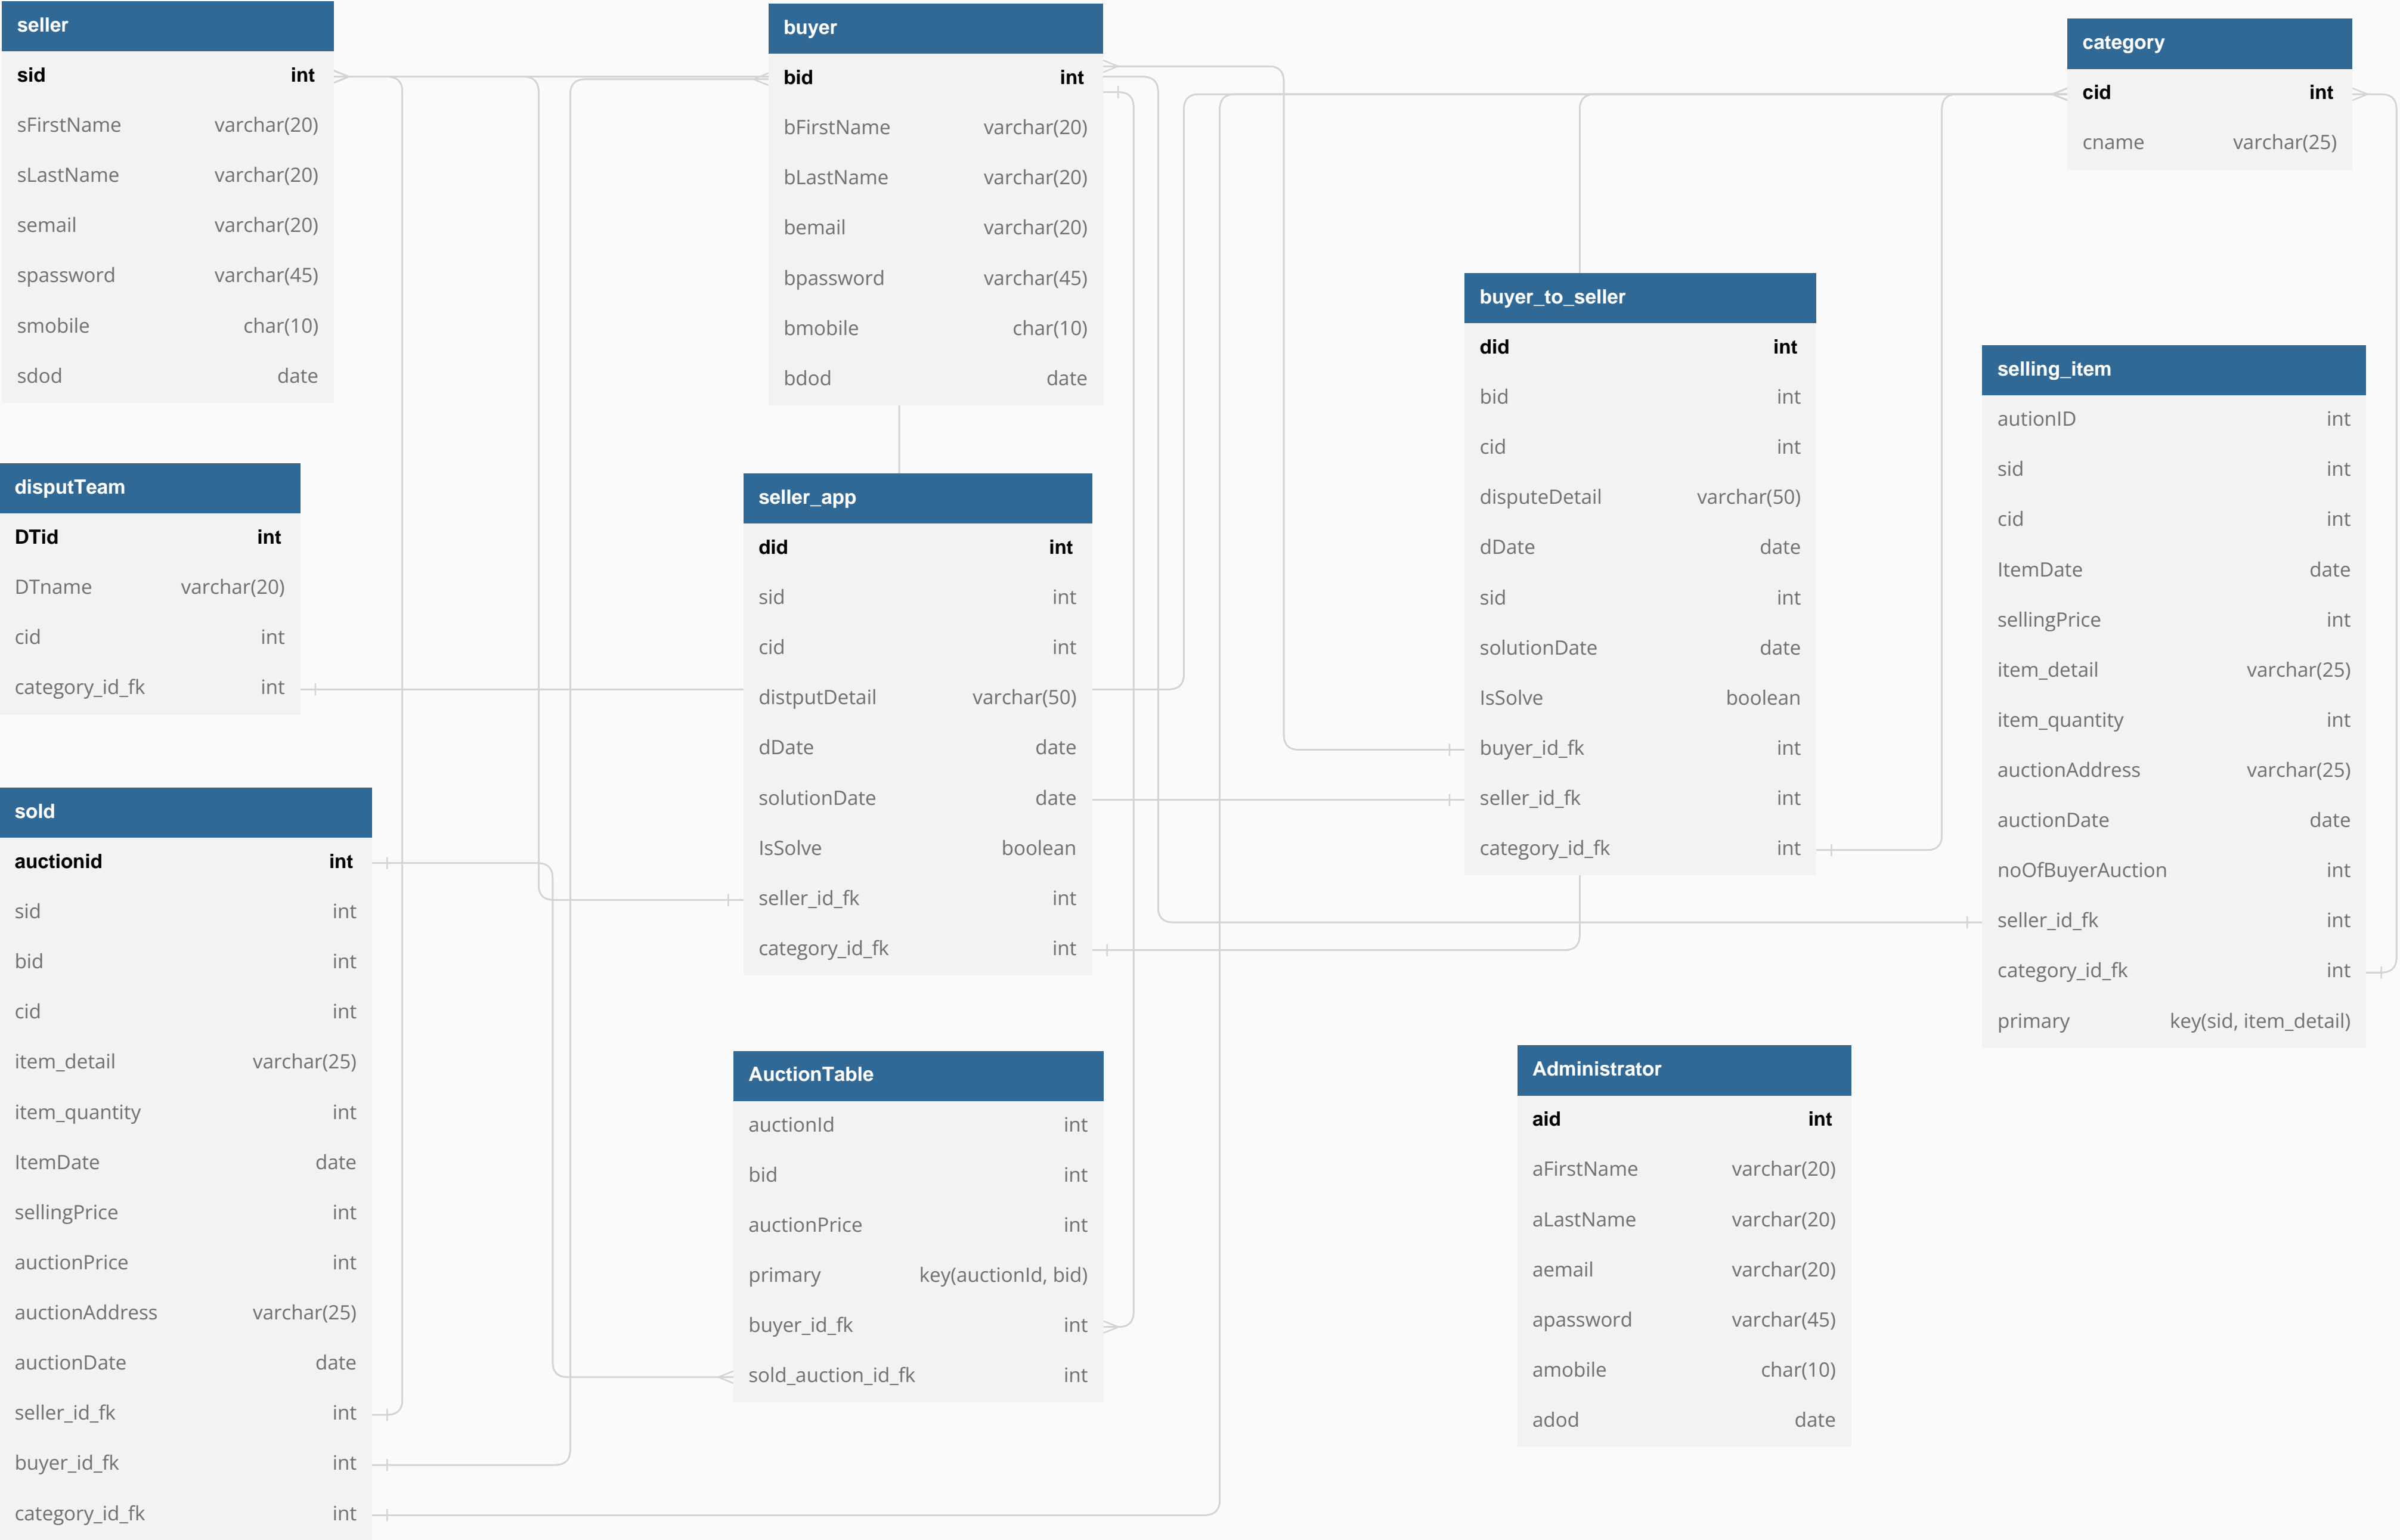 seller
sid int
sFirstName varchar(20)
sLastName varchar(20)
semail varchar(20)
spassword varchar(45)
smobile char(10)
sdod date
buyer
bid int
bFirstName varchar(20)
bLastName varchar(20)
bemail varchar(20)
bpassword varchar(45)
bmobile char(10)
bdod date
category
cid int
cname varchar(25)
buyer_to_seller
did int
bid int
cid int
disputeDetail varchar(50)
dDate date
sid int
solutionDate date
IsSolve boolean
buyer_id_fk int
seller_id_fk int
category_id_fk int
selling_item
autionID int
sid int
cid int
ItemDate date
sellingPrice int
item_detail varchar(25)
item_quantity int
auctionAddress varchar(25)
auctionDate date
noOfBuyerAuction int
seller_id_fk int
category_id_fk int
primary key(sid, item_detail)
disputTeam
DTid int
DTname varchar(20)
cid int
category_id_fk int
seller_app
did int
sid int
cid int
distputDetail varchar(50)
dDate date
solutionDate date
IsSolve boolean
seller_id_fk int
category_id_fk int
sold
auctionid int
sid int
bid int
cid int
item_detail varchar(25)
item_quantity int
ItemDate date
sellingPrice int
auctionPrice int
auctionAddress varchar(25)
auctionDate date
seller_id_fk int
buyer_id_fk int
category_id_fk int
AuctionTable
auctionId int
bid int
auctionPrice int
primary key(auctionId, bid)
buyer_id_fk int
sold_auction_id_fk int
Administrator
aid int
aFirstName varchar(20)
aLastName varchar(20)
aemail varchar(20)
apassword varchar(45)
amobile char(10)
adod date